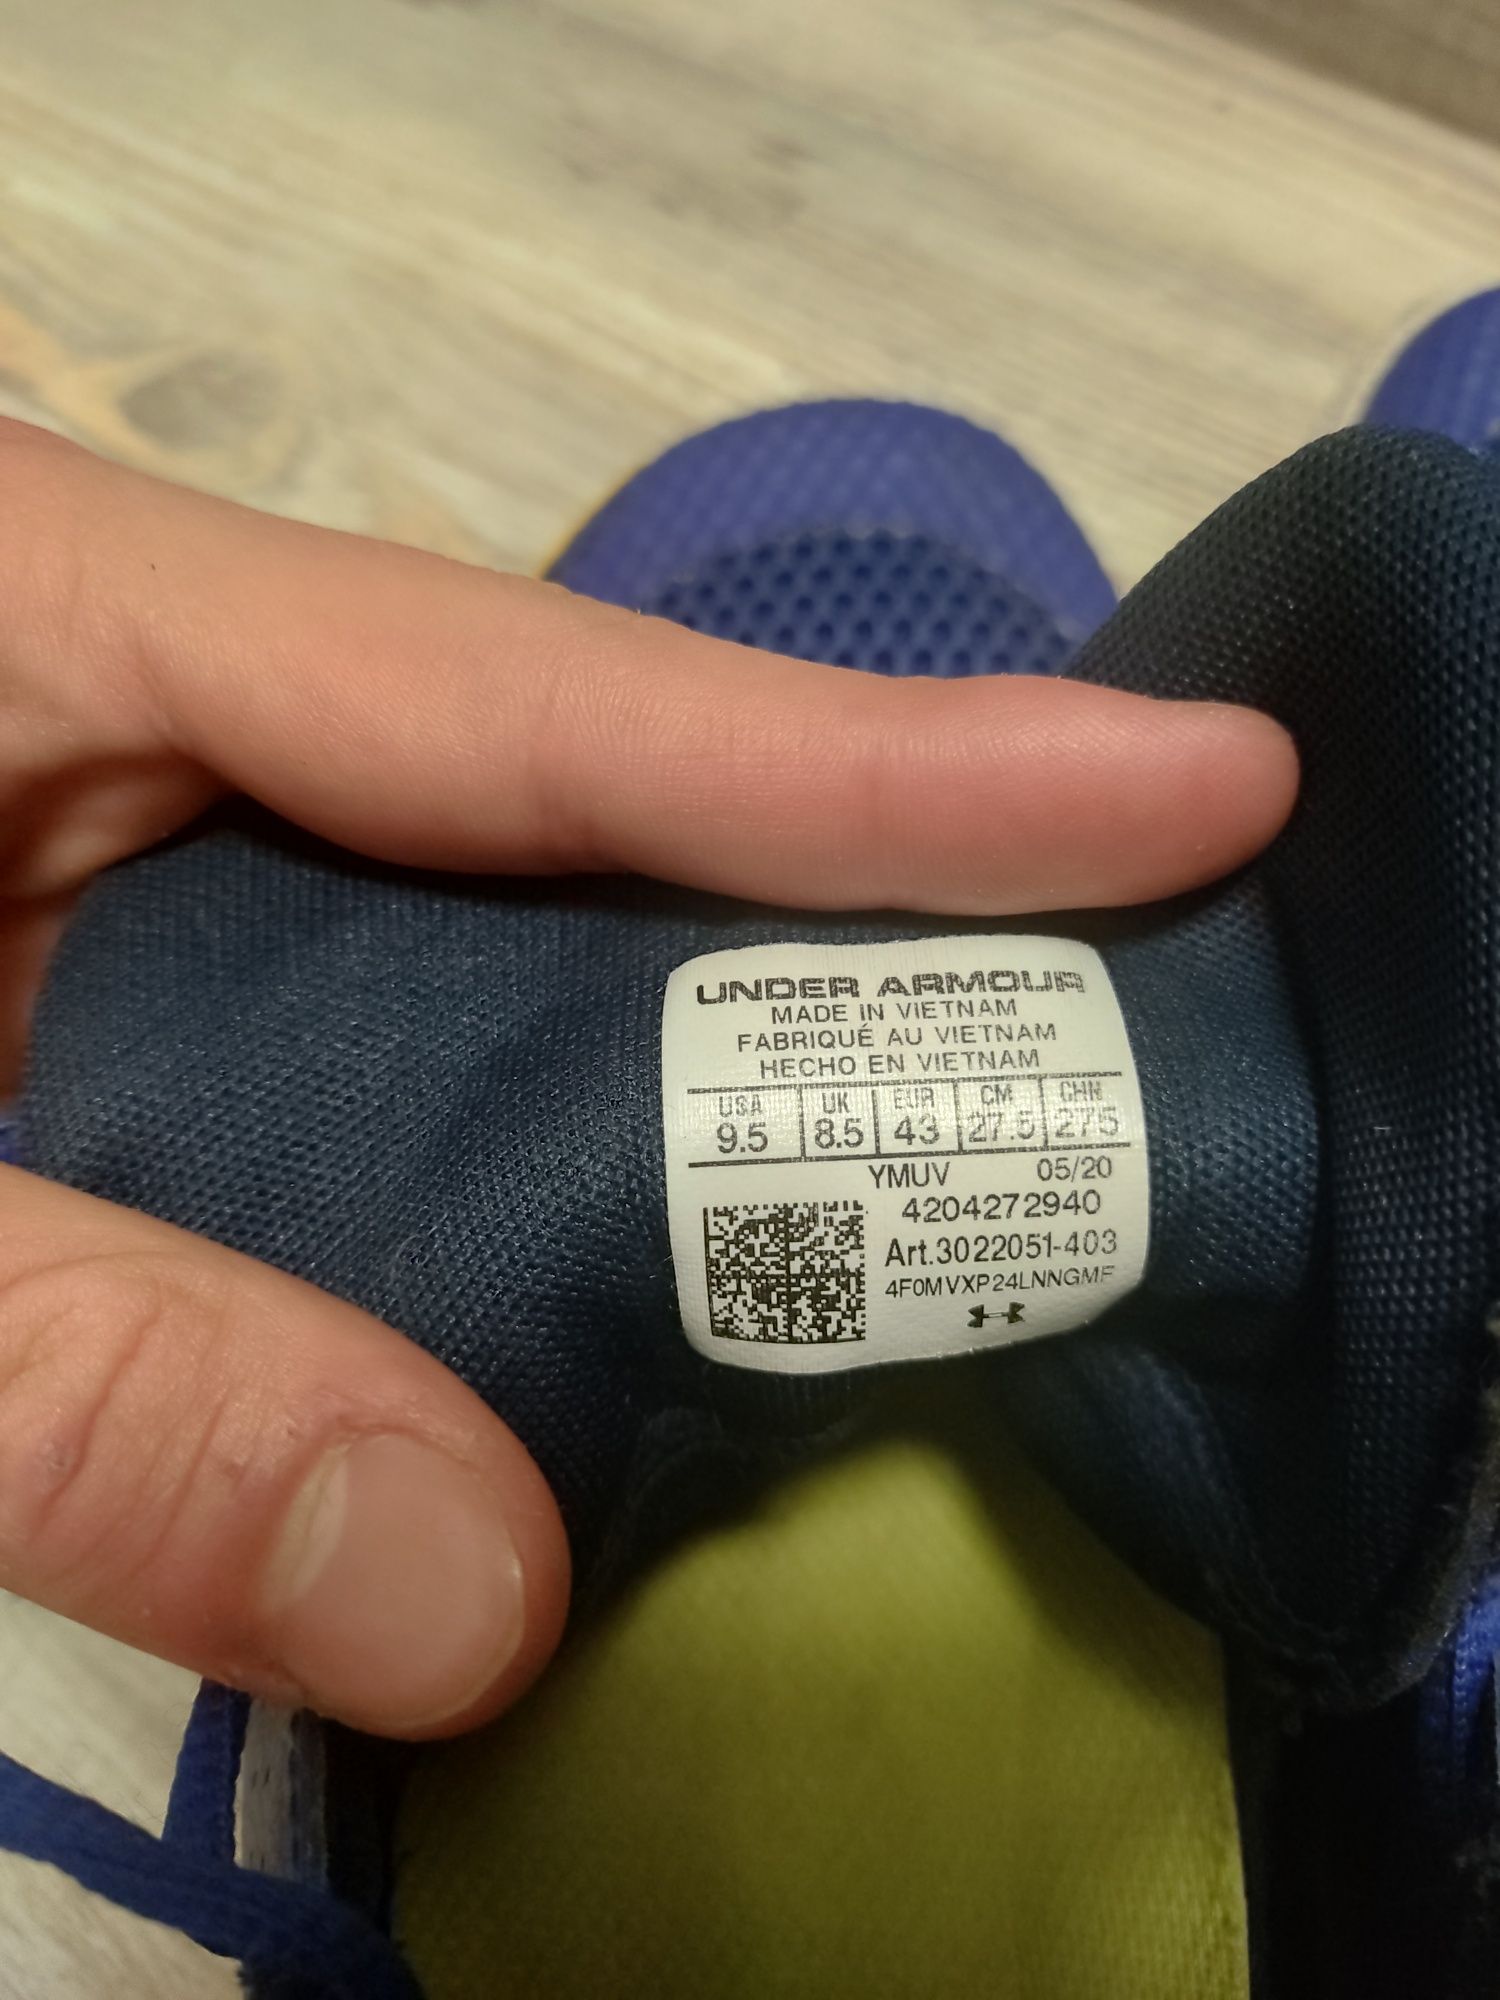 UNDER ARMOUR
MADE IN VIETNAM
FABRIQUÉ AU VIETNAM
HECHO EN VIETNAM
USA UK EUR CM CHN
9.5 8.5 43 27.5 275
YMUV 05/20
4204272940
Art.3022051-403
4F0MVXP24LNNGMF